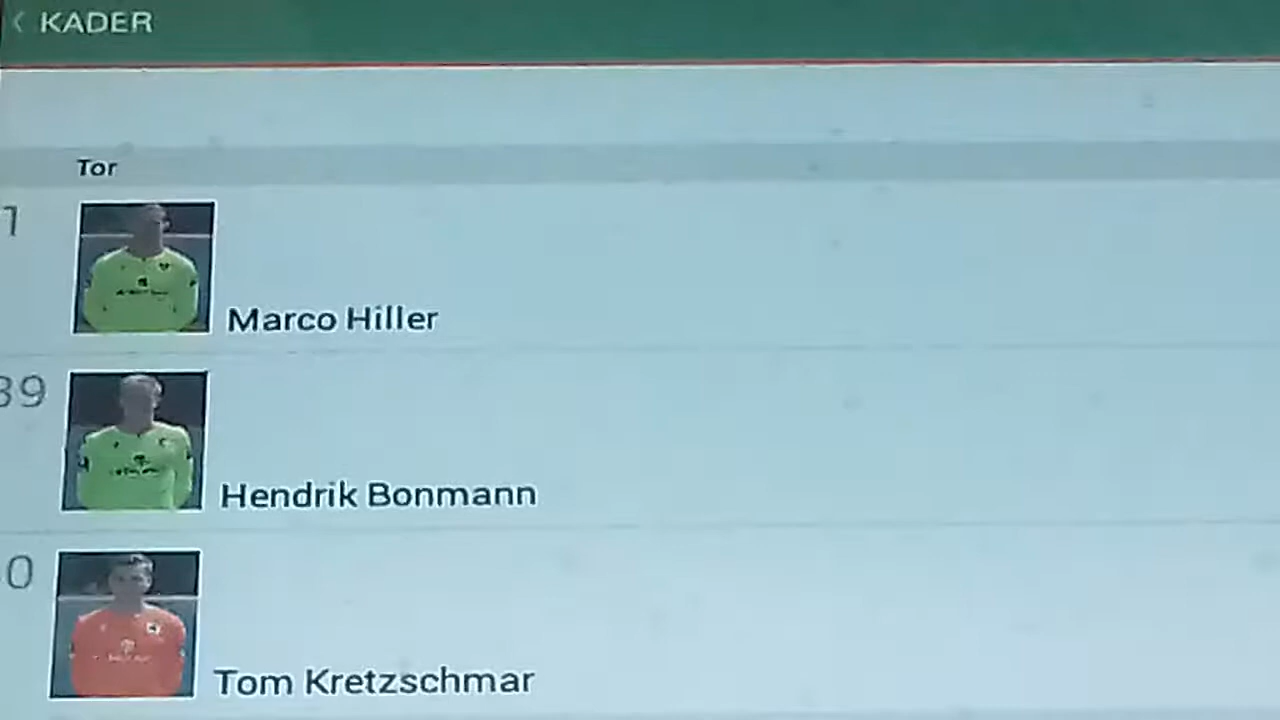 KADER
Tor
1
Marco Hiller
39
Hendrik Bonmann
0
Tom Kretzschmar